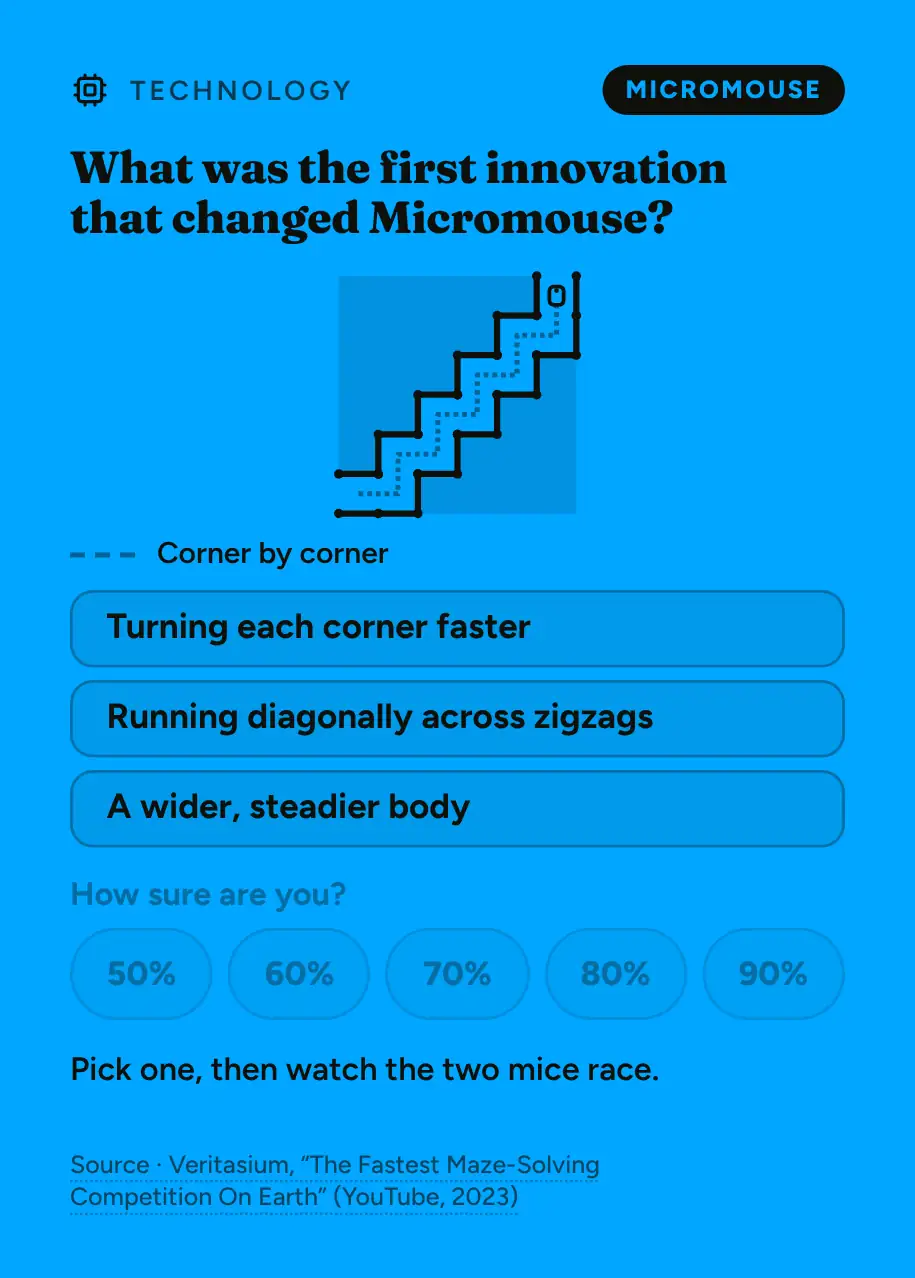 TECHNOLOGY
MICROMOUSE
What was the first innovation
that changed Micromouse?
Corner by corner
Turning each corner faster
Running diagonally across zigzags
A wider, steadier body
How sure are you?
50% 60% 70% 80% 90%
Pick one, then watch the two mice race.
Source · Veritasium, “The Fastest Maze-Solving
Competition On Earth” (YouTube, 2023)